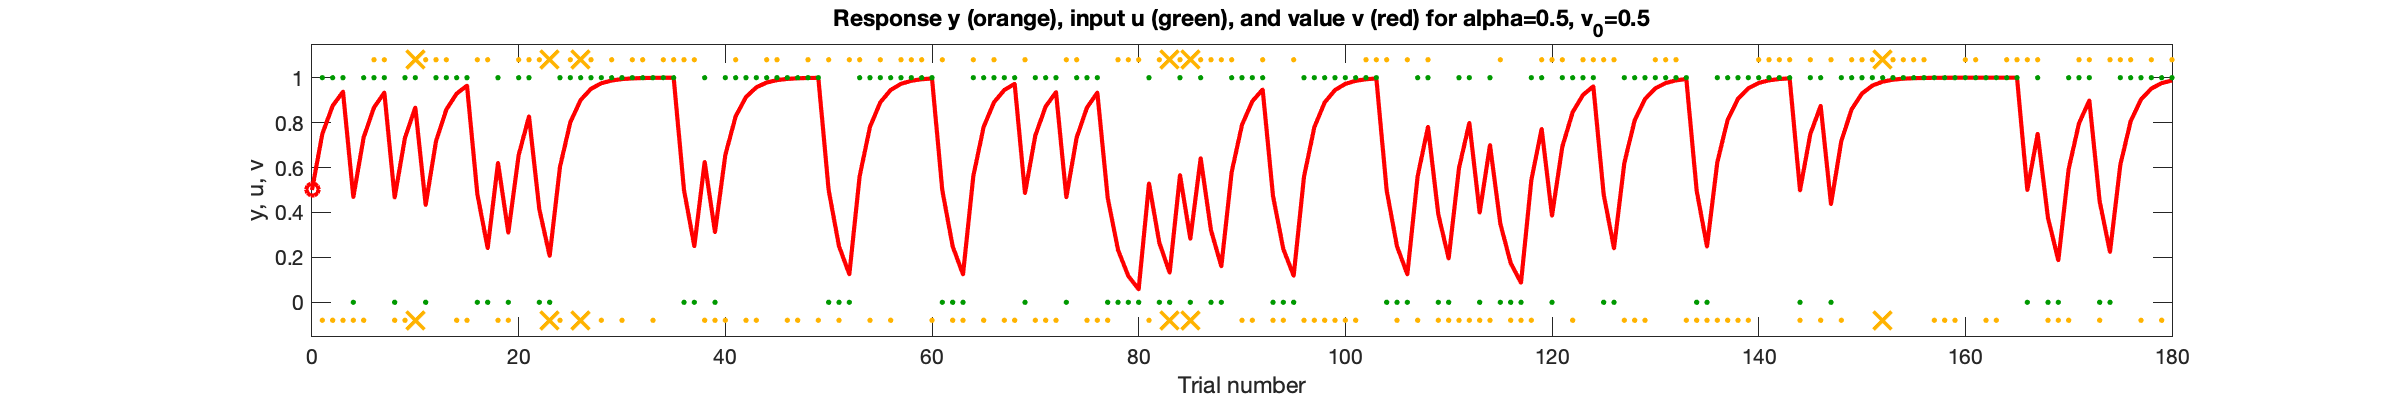 Response y (orange), input u (green), and value v (red) for alpha=0.5, v0=0.5
y, u, v
1
0.8
0.6
0.4
0.2
0
0 20 40 60 80 100 120 140 160 180
Trial number